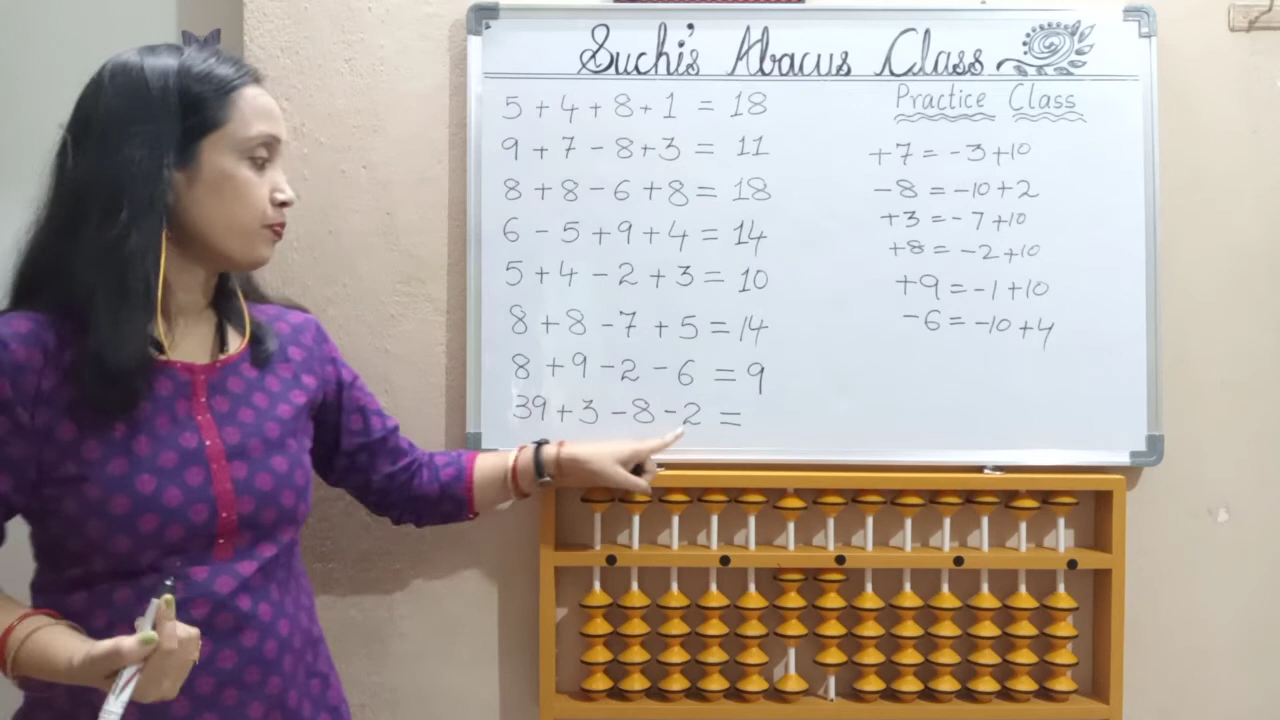 Suchi's Abacus Class
5 + 4 + 8 + 1 = 18
9 + 7 - 8 + 3 = 11
8 + 8 - 6 + 8 = 18
6 - 5 + 9 + 4 = 14
5 + 4 - 2 + 3 = 10
8 + 8 - 7 + 5 = 14
8 + 9 - 2 - 6 = 9
39 + 3 - 8 - 2 =
Practice Class
+7 = -3 +10
-8 = -10 +2
+3 = -7 +10
+8 = -2 +10
+9 = -1 +10
-6 = -10 +4